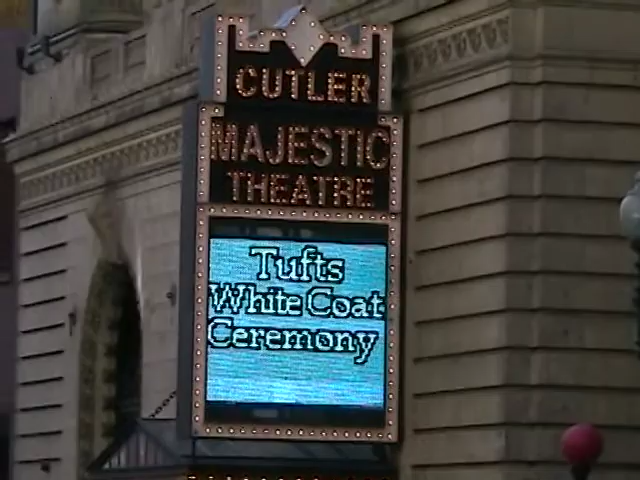 CUTLER
MAJESTIC
THEATRE
Tufts
White Coat
Ceremony